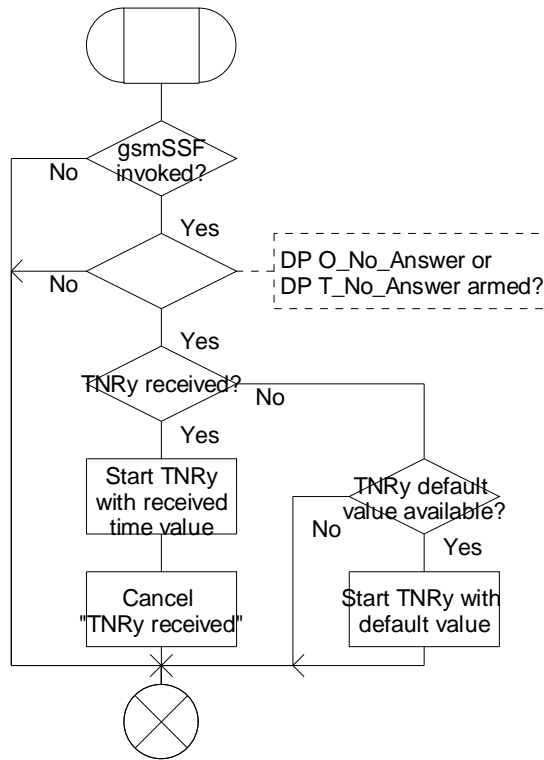 gsmSSF
invoked?
No
Yes
DP O_No_Answer or
DP T_No_Answer armed?
No
Yes
TNRy received?
No
Yes
Start TNRy
with received
time value
TNRy default
value available?
No
Yes
Cancel
"TNRy received"
Start TNRy with
default value